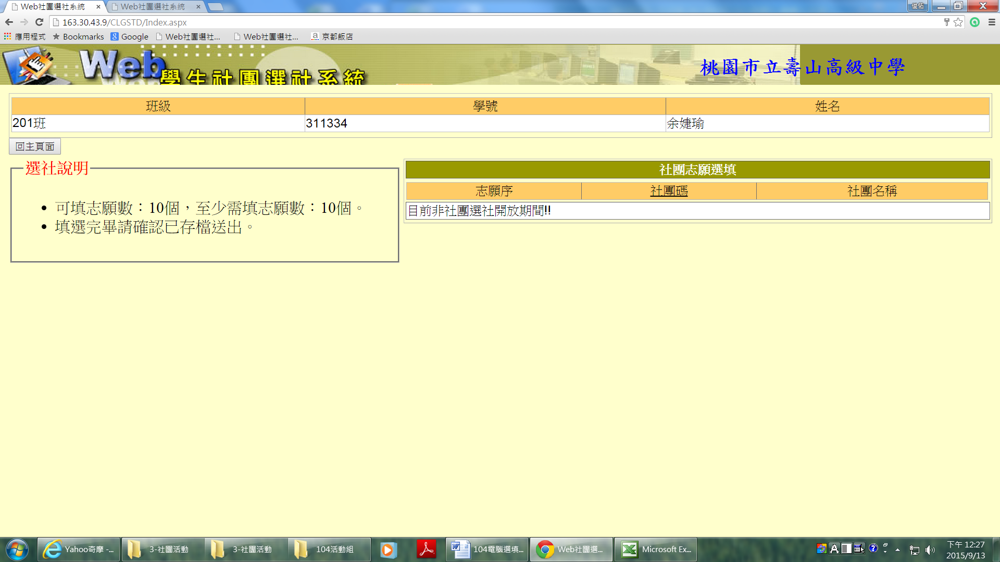 Web社團選社系統
Web社團選社系統
俊佑
163.30.43.9/CLGSTD/Index.aspx
應用程式
Bookmarks
Google
Web社團選社...
Web社團選社...
京都飯店
Web學生社團選社系統
桃園市立壽山高級中學
班級 學號 姓名
201班 311334 余婕瑜
回主頁面
選社說明
可填志願數：10個，至少需填志願數：10個。
填選完畢請確認已存檔送出。
社團志願選填
志願序 社團碼 社團名稱
目前非社團選社開放期間!!
Yahoo奇摩 -...
3-社團活動
3-社團活動
104活動組
104電腦選填...
Web社團選...
Microsoft Ex...
下午 12:27
2015/9/13